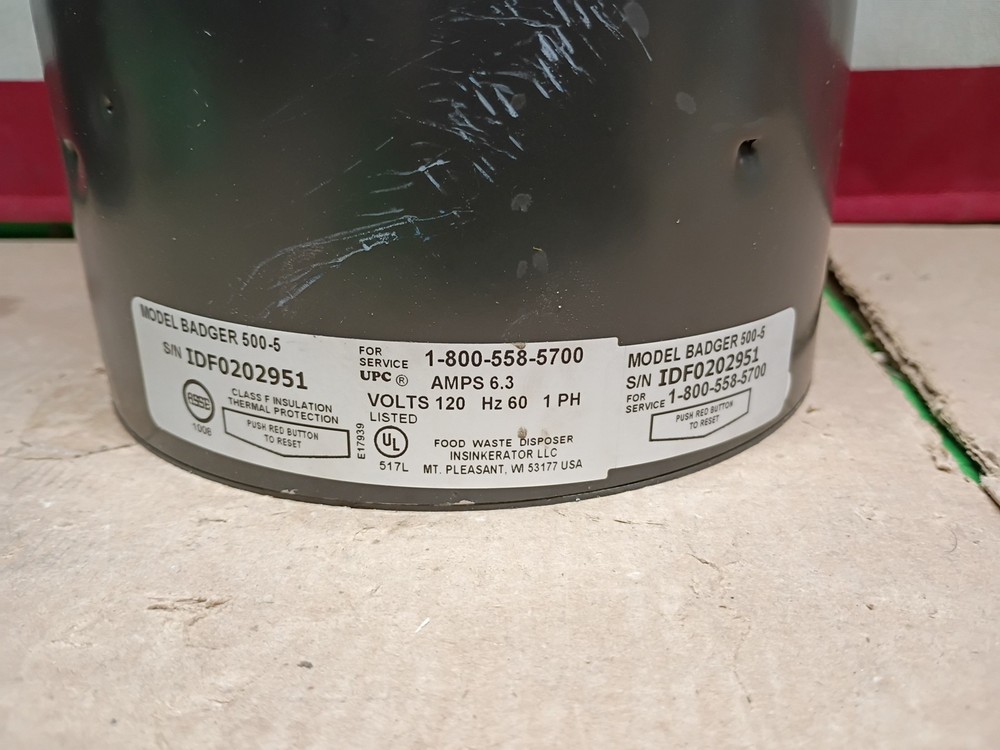 MODEL BADGER 500-5
S/N IDF0202951
ASSE
1008
CLASS F INSULATION
THERMAL PROTECTION
PUSH RED BUTTON
TO RESET
FOR
SERVICE 1-800-558-5700
UPC ® AMPS 6.3
VOLTS 120 Hz 60 1 PH
LISTED
E17939
UL
517L
FOOD WASTE DISPOSER
INSINKERATOR LLC
MT. PLEASANT, WI 53177 USA
MODEL BADGER 500-5
S/N IDF0202951
FOR
SERVICE 1-800-558-5700
PUSH RED BUTTON
TO RESET